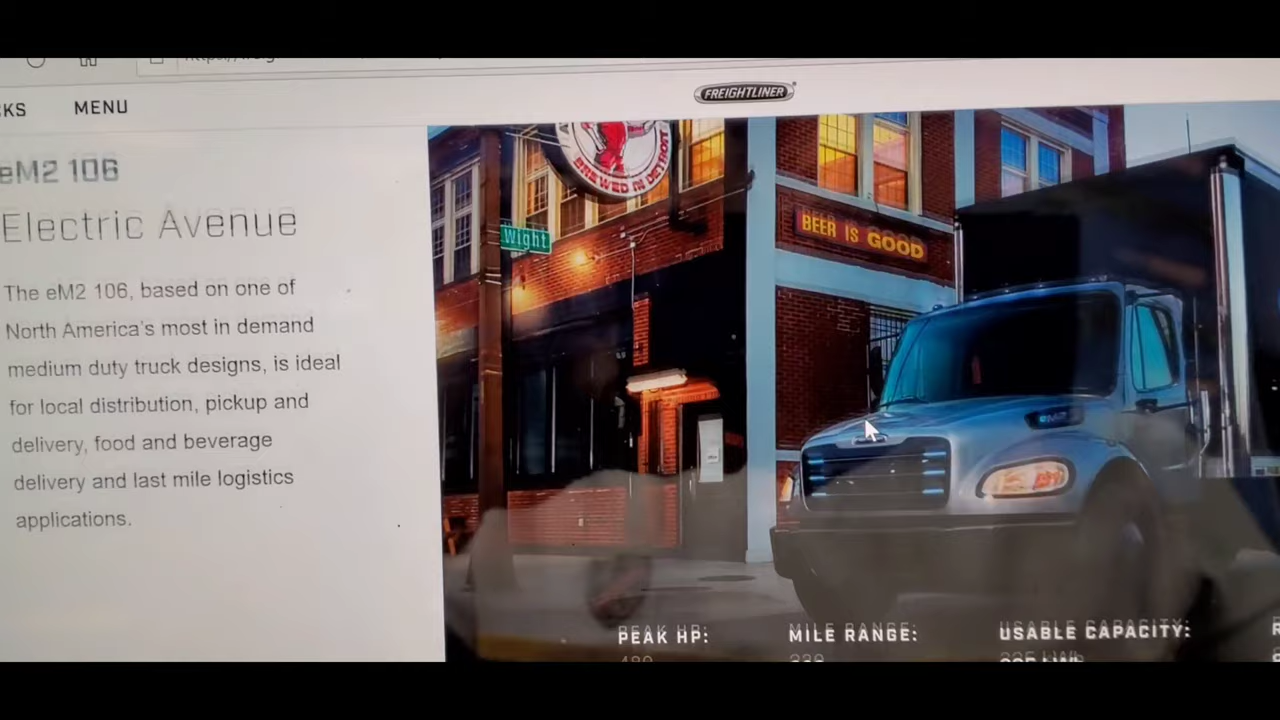 CKS
MENU
FREIGHTLINER
eM2 106
Electric Avenue
The eM2 106, based on one of
North America's most in demand
medium duty truck designs, is ideal
for local distribution, pickup and
delivery, food and beverage
delivery and last mile logistics
applications.
BREWED IN DETROIT
Wight
BEER IS GOOD
eM2
PEAK HP:
MILE RANGE:
USABLE CAPACITY: